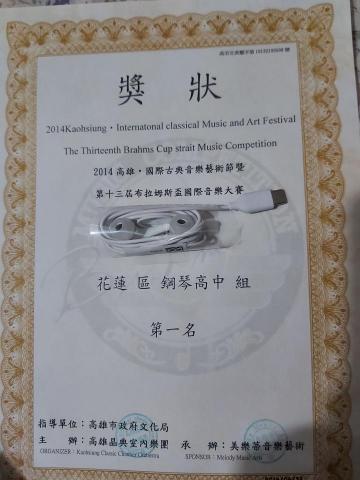 獎 狀
2014Kaohsiung・Internatonal classical Music and Art Festival
The Thirteenth Brahms Cup strait Music Competition
2014 高雄・國際古典音樂藝術節暨
第十三屆布拉姆斯盃國際音樂大賽
花蓮 區 鋼琴高中 組
第一名
指導單位：高雄市政府文化局
主 辦：高雄晶典室內樂團 承 辦：美樂蒂音樂藝術
ORGANIZER：Kaohsiung Classic Chamber Orchestra SPONSOR：Melody Music Arts